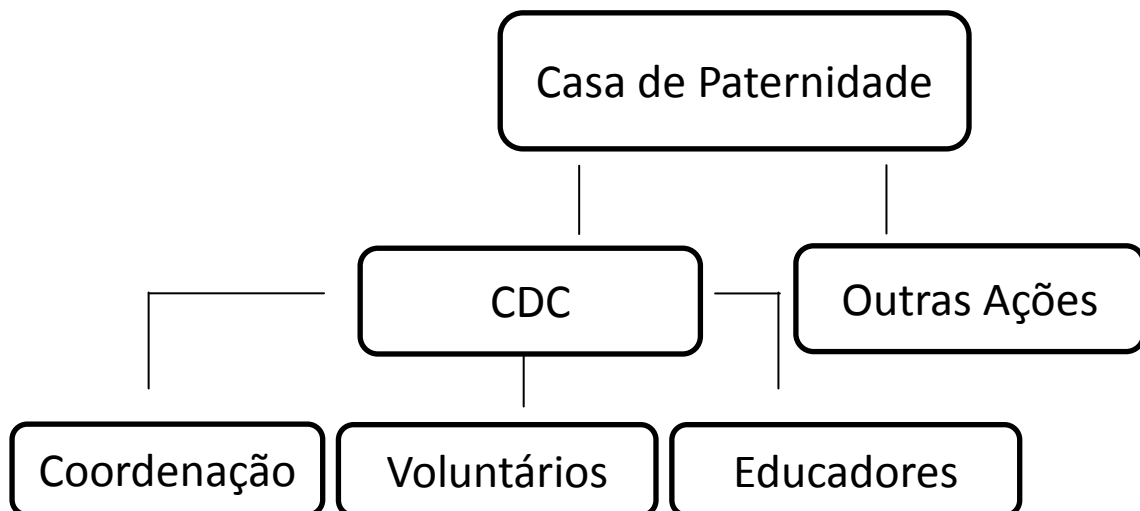 Casa de Paternidade
CDC
Outras Ações
Coordenação
Voluntários
Educadores